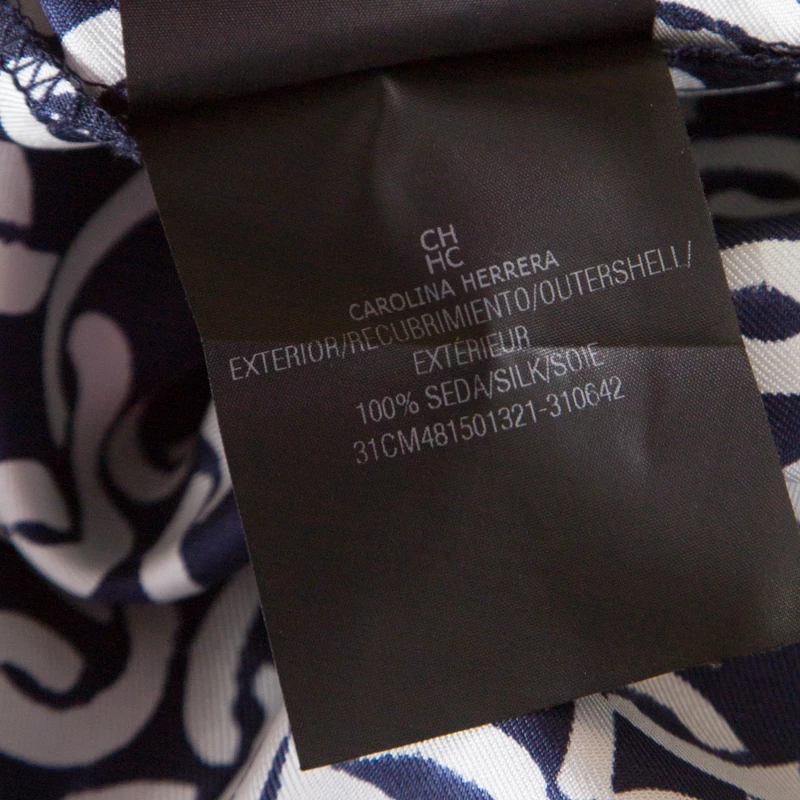 CH
HC
CAROLINA HERRERA
EXTERIOR/RECUBRIMIENTO/OUTERSHELL/
EXTÉRIEUR
100% SEDA/SILK/SOIE
31CM481501321-310642